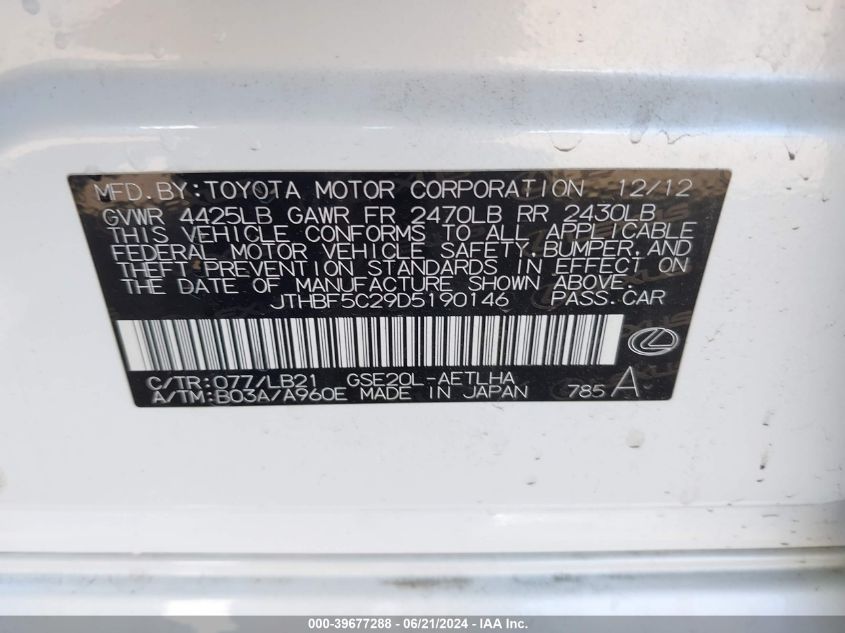 MFD.BY:TOYOTA MOTOR CORPORATION 12/12
GVWR 4425LB GAWR FR 2470LB RR 2430LB
THIS VEHICLE CONFORMS TO ALL APPLICABLE
FEDERAL MOTOR VEHICLE SAFETY,BUMPER,AND
THEFT PREVENTION STANDARDS IN EFFECT ON
THE DATE OF MANUFACTURE SHOWN ABOVE.
JTHBF5C29D5190146 PASS.CAR
C/TR:077/LB21 GSE20L-AETLHA
A/TM:B03A/A960E MADE IN JAPAN 785 A
000-39677288 - 06/21/2024 - IAA Inc.